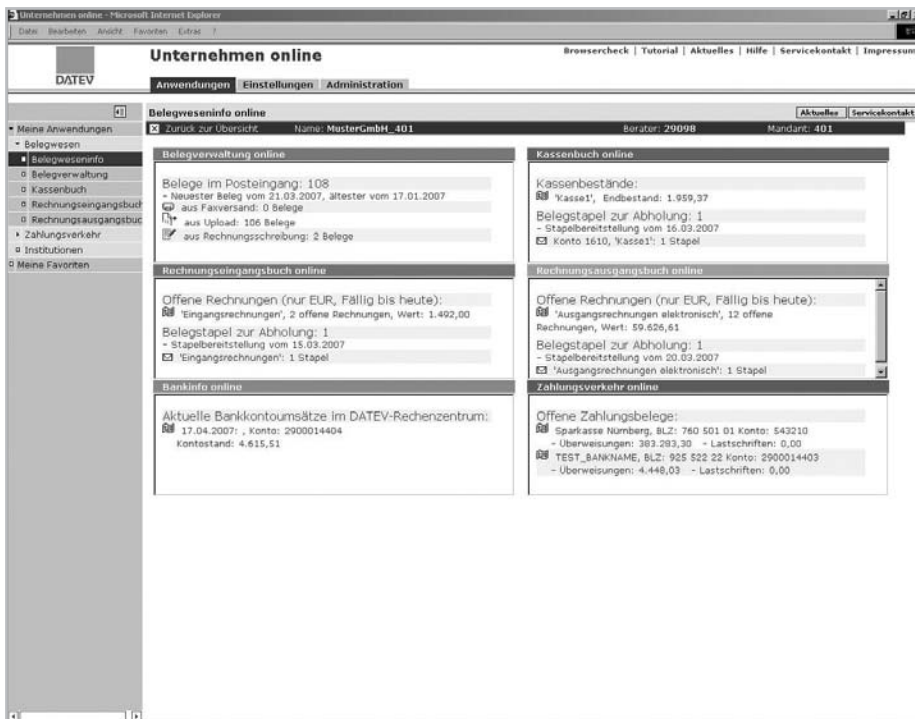 Unternehmen online - Microsoft Internet Explorer
Datei Bearbeiten Ansicht Favoriten Extras ?
DATEV
Unternehmen online
Browsercheck | Tutorial | Aktuelles | Hilfe | Servicekontakt | Impressum
Anwendungen Einstellungen Administration
Belegweseninfo online
Aktuelles Servicekontakt
Zurück zur Übersicht Name: MusterGmbH_401 Berater: 29098 Mandant: 401
Meine Anwendungen
Belegwesen
Belegweseninfo
Belegverwaltung
Kassenbuch
Rechnungseingangsbuch
Rechnungsausgangsbuc
Zahlungsverkehr
Institutionen
Meine Favoriten
Belegverwaltung online
Belege im Posteingang: 108
- Neuester Beleg vom 21.03.2007, ältester vom 17.01.2007
aus Faxversand: 0 Belege
aus Upload: 106 Belege
aus Rechnungsschreibung: 2 Belege
Kassenbuch online
Kassenbestände:
'Kasse1', Endbestand: 1.959,37
Belegstapel zur Abholung: 1
- Stapelbereitstellung vom 16.03.2007
Konto 1610, 'Kasse1': 1 Stapel
Rechnungseingangsbuch online
Offene Rechnungen (nur EUR, Fällig bis heute):
'Eingangsrechnungen', 2 offene Rechnungen, Wert: 1.492,00
Belegstapel zur Abholung: 1
- Stapelbereitstellung vom 15.03.2007
'Eingangsrechnungen': 1 Stapel
Rechnungsausgangsbuch online
Offene Rechnungen (nur EUR, Fällig bis heute):
'Ausgangsrechnungen elektronisch', 12 offene
Rechnungen, Wert: 59.626,61
Belegstapel zur Abholung: 1
- Stapelbereitstellung vom 20.03.2007
'Ausgangsrechnungen elektronisch': 1 Stapel
Bankinfo online
Aktuelle Bankkontoumsätze im DATEV-Rechenzentrum:
17.04.2007: , Konto: 2900014404
Kontostand: 4.615,51
Zahlungsverkehr online
Offene Zahlungsbelege:
Sparkasse Nürnberg, BLZ: 760 501 01 Konto: 543210
- Überweisungen: 383.283,30 - Lastschriften: 0,00
TEST_BANKNAME, BLZ: 925 522 22 Konto: 2900014403
- Überweisungen: 4.448,03 - Lastschriften: 0,00